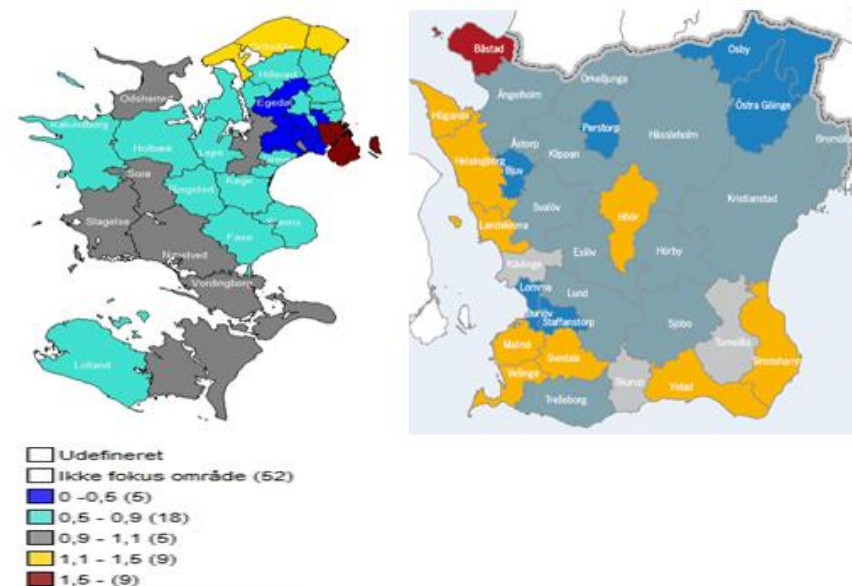 Odsherred
Hillerød
Egedal
Kalundborg
Holbæk
Lejre
Sorø
Ringsted
Køge
Slagelse
Faxe
Næstved
Vordingborg
Lolland
Udefineret
Ikke fokus område (52)
0 -0,5 (5)
0,5 - 0,9 (18)
0,9 - 1,1 (5)
1,1 - 1,5 (9)
1,5 - (9)
Båstad
Osby
Örkelljunga
Ängelholm
Östra Göinge
Höganäs
Perstorp
Hässleholm
Bromölla
Åstorp
Klippan
Helsingborg
Bjuv
Kristianstad
Svalöv
Höör
Landskrona
Eslöv
Hörby
Kävlinge
Lomma
Lund
Burlöv
Staffanstorp
Sjöbo
Tomelilla
Simrishamn
Malmö
Svedala
Vellinge
Skurup
Ystad
Trelleborg